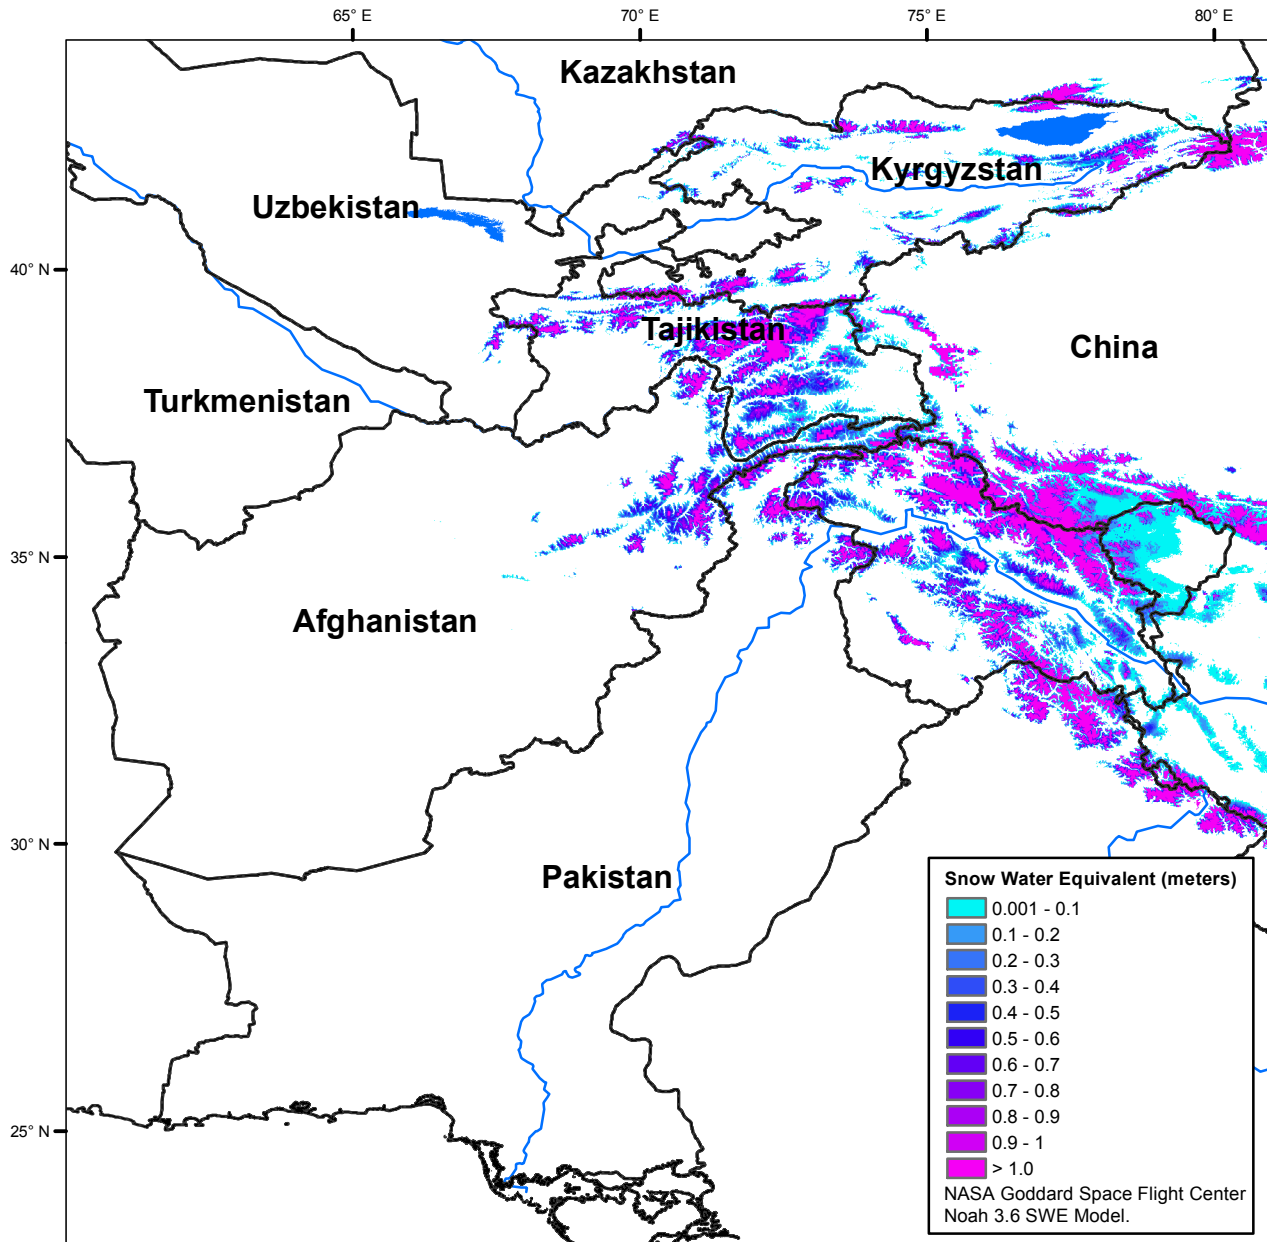 65° E
70° E
75° E
80° E
Kazakhstan
Kyrgyzstan
Uzbekistan
40° N
Tajikistan
China
Turkmenistan
35° N
Afghanistan
30° N
Pakistan
25° N
Snow Water Equivalent (meters)
0.001 - 0.1
0.1 - 0.2
0.2 - 0.3
0.3 - 0.4
0.4 - 0.5
0.5 - 0.6
0.6 - 0.7
0.7 - 0.8
0.8 - 0.9
0.9 - 1
> 1.0
NASA Goddard Space Flight Center
Noah 3.6 SWE Model.